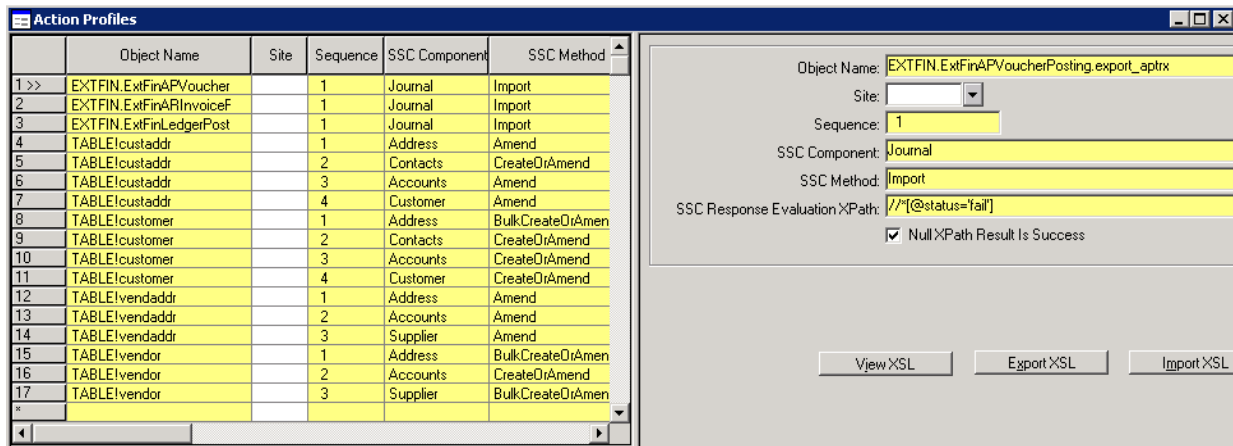 Action Profiles
Object Name Site Sequence SSC Component SSC Method
1 >> EXTFIN.ExtFinAPVoucher 1 Journal Import
2 EXTFIN.ExtFinARInvoiceF 1 Journal Import
3 EXTFIN.ExtFinLedgerPost 1 Journal Import
4 TABLE!custaddr 1 Address Amend
5 TABLE!custaddr 2 Contacts CreateOrAmend
6 TABLE!custaddr 3 Accounts Amend
7 TABLE!custaddr 4 Customer Amend
8 TABLE!customer 1 Address BulkCreateOrAmen
9 TABLE!customer 2 Contacts CreateOrAmend
10 TABLE!customer 3 Accounts CreateOrAmend
11 TABLE!customer 4 Customer CreateOrAmend
12 TABLE!vendaddr 1 Address Amend
13 TABLE!vendaddr 2 Accounts Amend
14 TABLE!vendaddr 3 Supplier Amend
15 TABLE!vendor 1 Address BulkCreateOrAmen
16 TABLE!vendor 2 Accounts CreateOrAmend
17 TABLE!vendor 3 Supplier BulkCreateOrAmen
*
Object Name: EXTFIN.ExtFinAPVoucherPosting.export_aptrx
Site:
Sequence: 1
SSC Component: Journal
SSC Method: Import
SSC Response Evaluation XPath: //*[@status='fail']
Null XPath Result Is Success
View XSL Export XSL Import XSL